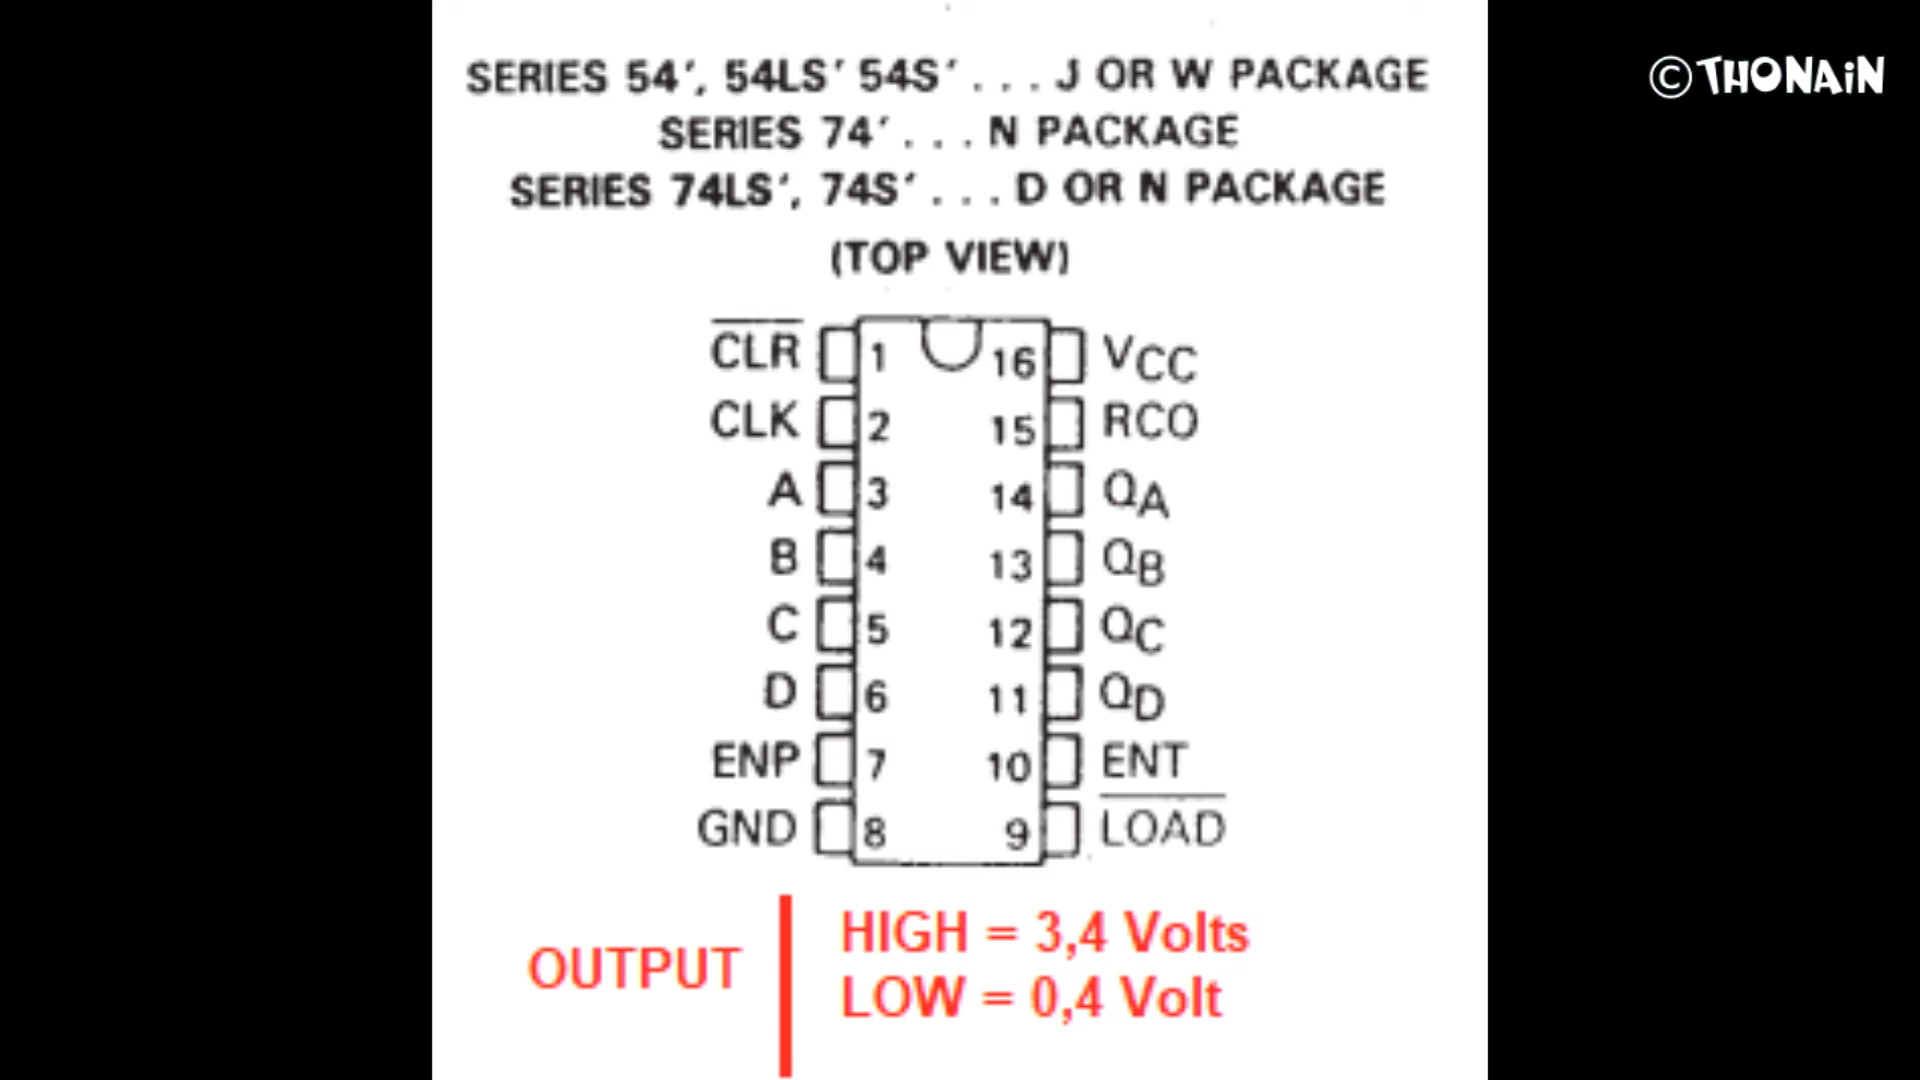 ©THONAiN
SERIES 54', 54LS' 54S' . . . J OR W PACKAGE
SERIES 74' . . . N PACKAGE
SERIES 74LS', 74S' . . . D OR N PACKAGE
(TOP VIEW)
CLR 1 16 VCC
CLK 2 15 RCO
A 3 14 QA
B 4 13 QB
C 5 12 QC
D 6 11 QD
ENP 7 10 ENT
GND 8 9 LOAD
OUTPUT
HIGH = 3,4 Volts
LOW = 0,4 Volt